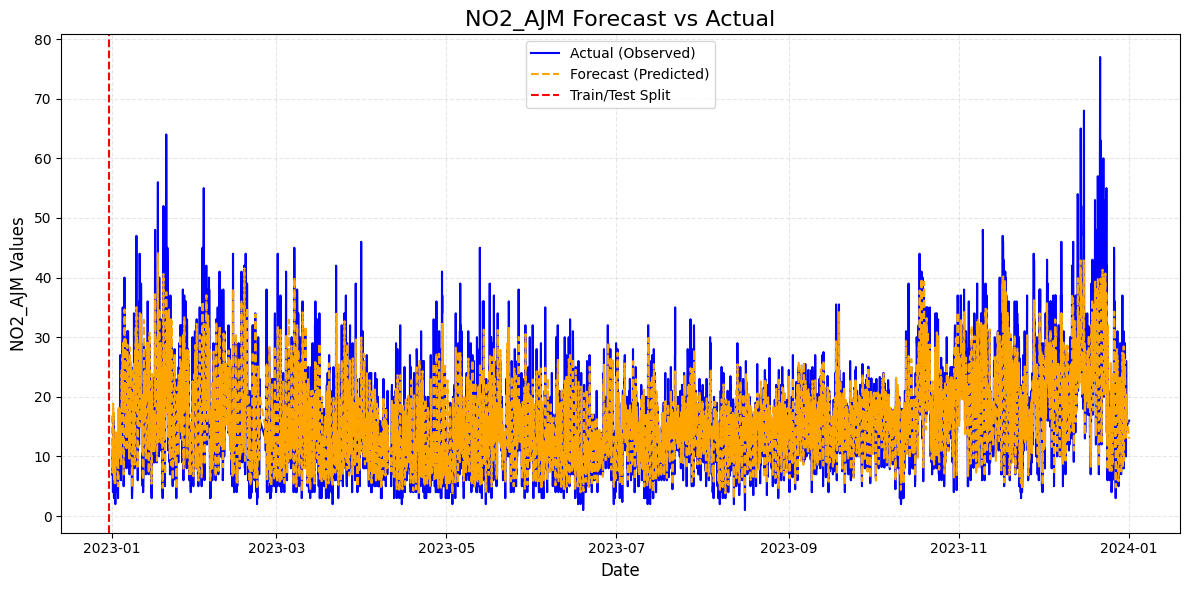 NO2_AJM Forecast vs Actual
Actual (Observed)
Forecast (Predicted)
Train/Test Split
NO2_AJM Values
80
70
60
50
40
30
20
10
0
2023-01
2023-03
2023-05
2023-07
2023-09
2023-11
2024-01
Date